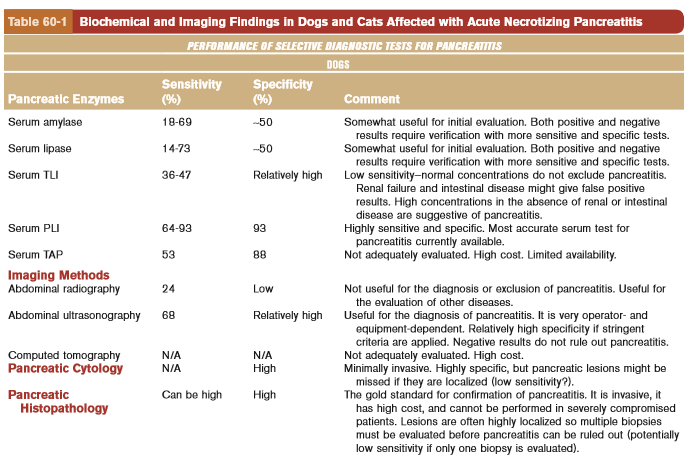 Table 60-1 Biochemical and Imaging Findings in Dogs and Cats Affected with Acute Necrotizing Pancreatitis
PERFORMANCE OF SELECTIVE DIAGNOSTIC TESTS FOR PANCREATITIS
DOGS
Pancreatic Enzymes Sensitivity (%) Specificity (%) Comment
Serum amylase 18-69 ~50 Somewhat useful for initial evaluation. Both positive and negative
results require verification with more sensitive and specific tests.
Serum lipase 14-73 ~50 Somewhat useful for initial evaluation. Both positive and negative
results require verification with more sensitive and specific tests.
Serum TLI 36-47 Relatively high Low sensitivity—normal concentrations do not exclude pancreatitis.
Renal failure and intestinal disease might give false positive
results. High concentrations in the absence of renal or intestinal
disease are suggestive of pancreatitis.
Serum PLI 64-93 93 Highly sensitive and specific. Most accurate serum test for
pancreatitis currently available.
Serum TAP 53 88 Not adequately evaluated. High cost. Limited availability.
Imaging Methods
Abdominal radiography 24 Low Not useful for the diagnosis or exclusion of pancreatitis. Useful for
the evaluation of other diseases.
Abdominal ultrasonography 68 Relatively high Useful for the diagnosis of pancreatitis. It is very operator- and
equipment-dependent. Relatively high specificity if stringent
criteria are applied. Negative results do not rule out pancreatitis.
Computed tomography N/A N/A Not adequately evaluated. High cost.
Pancreatic Cytology N/A High Minimally invasive. Highly specific, but pancreatic lesions might be
missed if they are localized (low sensitivity?).
Pancreatic Can be high High The gold standard for confirmation of pancreatitis. It is invasive, it
Histopathology has high cost, and cannot be performed in severely compromised
patients. Lesions are often highly localized so multiple biopsies
must be evaluated before pancreatitis can be ruled out (potentially
low sensitivity if only one biopsy is evaluated).